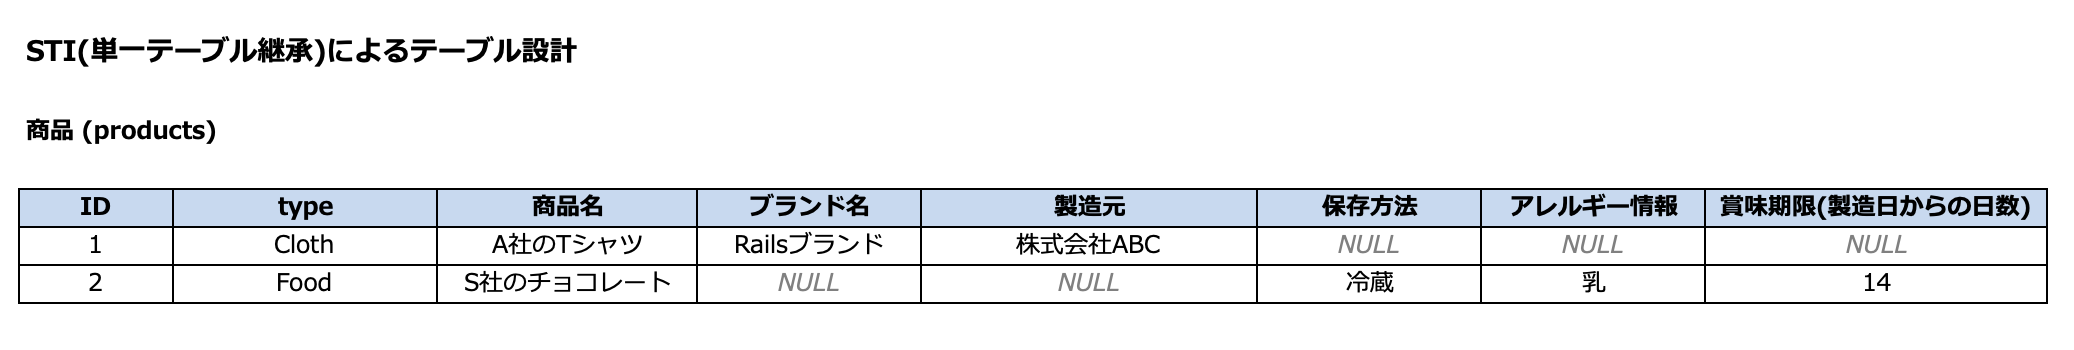 STI(単一テーブル継承)によるテーブル設計
商品 (products)
ID type 商品名 ブランド名 製造元 保存方法 アレルギー情報 賞味期限(製造日からの日数)
1 Cloth A社のTシャツ Railsブランド 株式会社ABC NULL NULL NULL
2 Food S社のチョコレート NULL NULL 冷蔵 乳 14